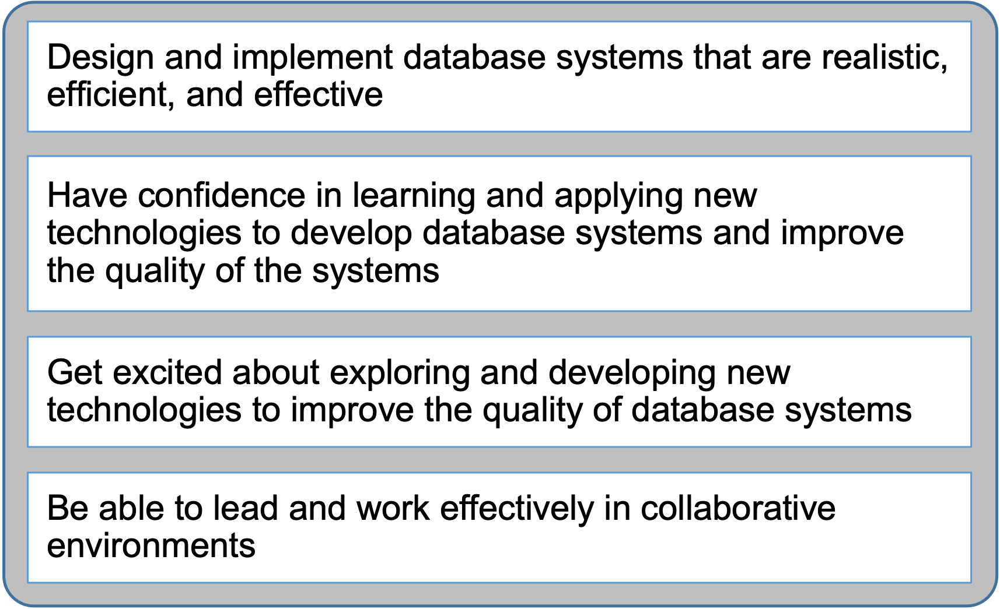 Design and implement database systems that are realistic,
efficient, and effective
Have confidence in learning and applying new
technologies to develop database systems and improve
the quality of the systems
Get excited about exploring and developing new
technologies to improve the quality of database systems
Be able to lead and work effectively in collaborative
environments